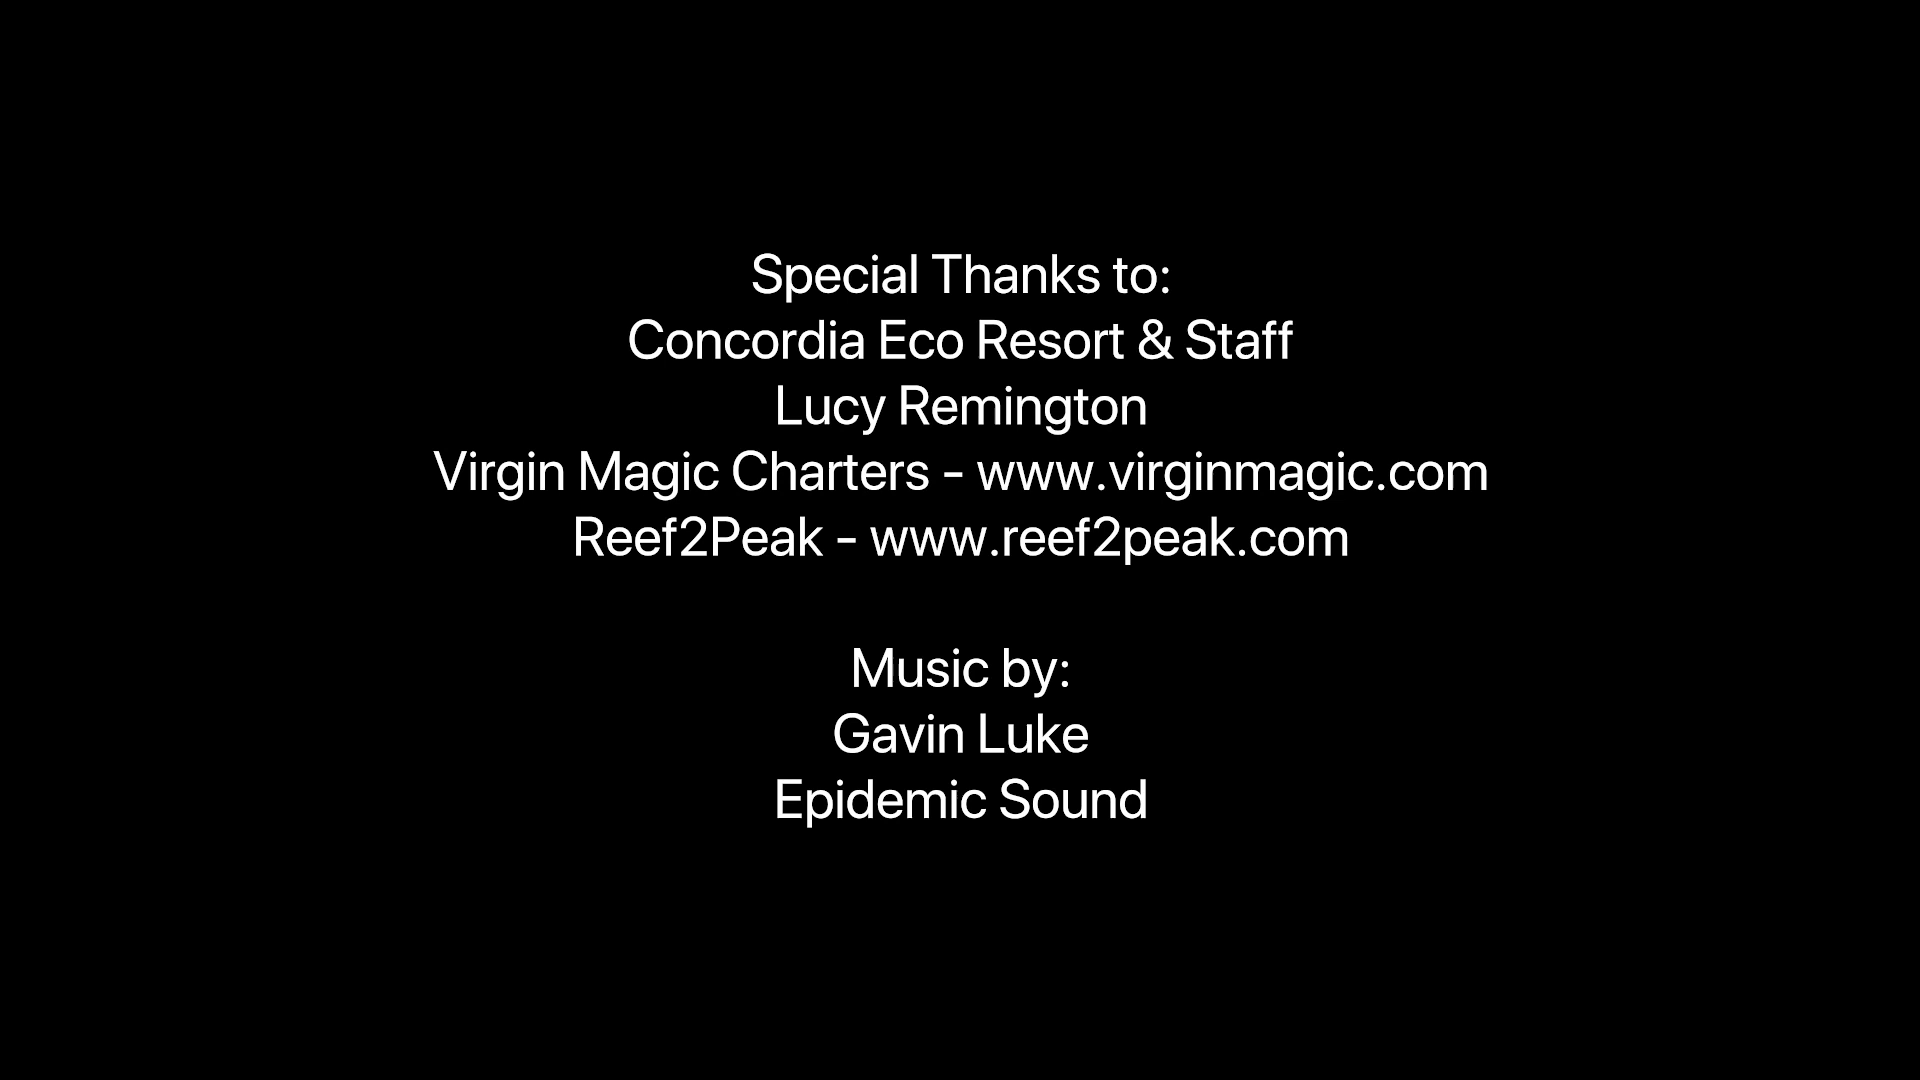 Special Thanks to:
Concordia Eco Resort & Staff
Lucy Remington
Virgin Magic Charters - www.virginmagic.com
Reef2Peak - www.reef2peak.com
Music by:
Gavin Luke
Epidemic Sound